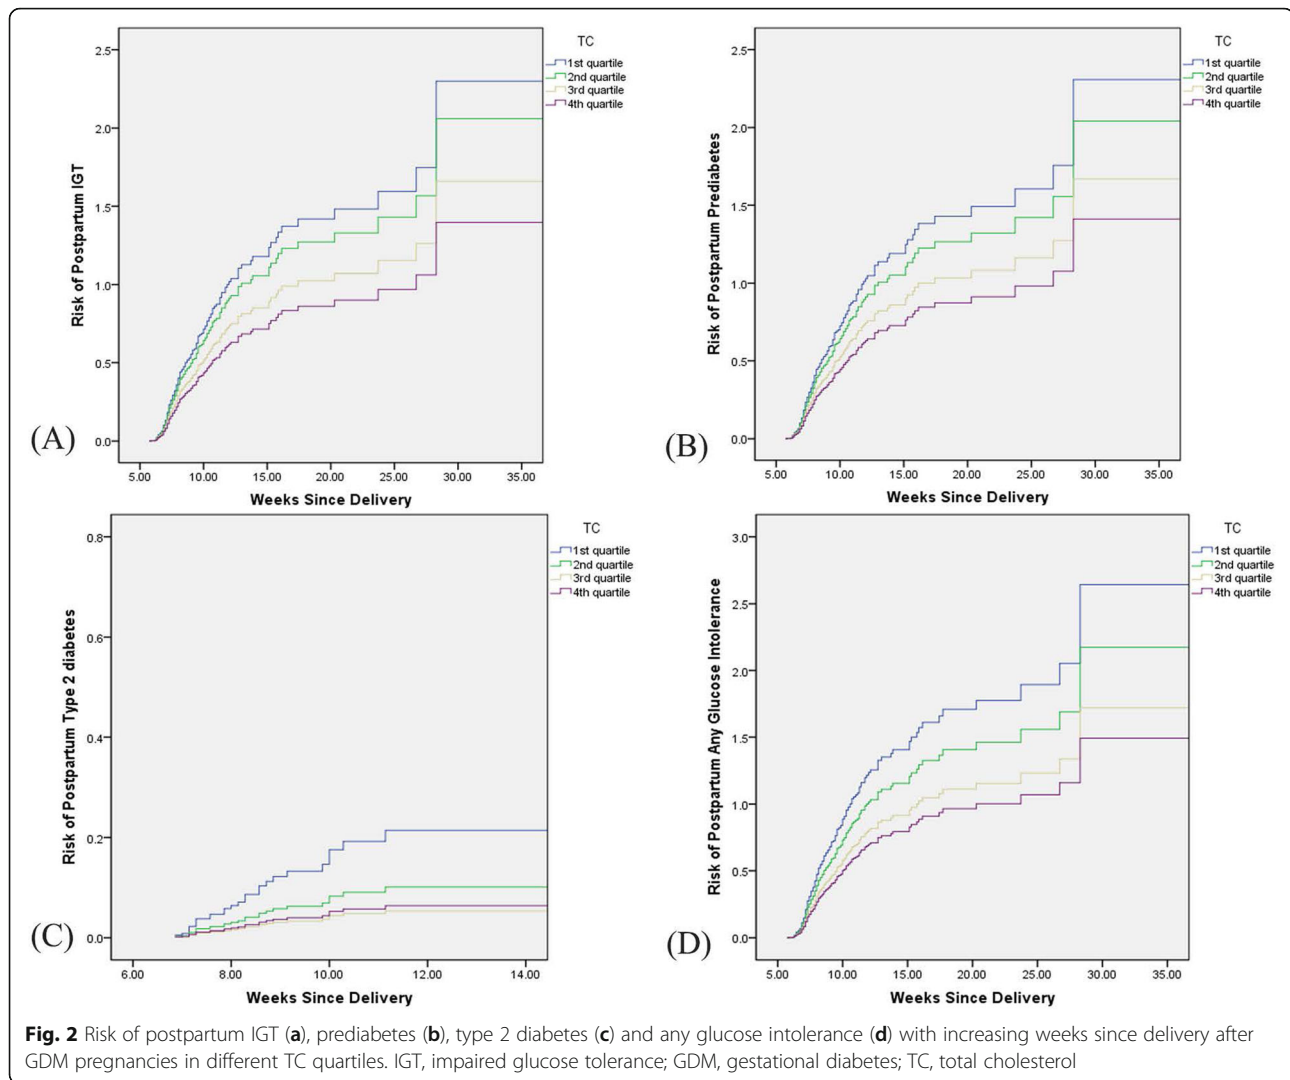 TC
1st quartile
2nd quartile
3rd quartile
4th quartile
2.5
2.0
1.5
1.0
0.5
0.0
Risk of Postpartum IGT
(A)
5.00 10.00 15.00 20.00 25.00 30.00 35.00
Weeks Since Delivery
TC
1st quartile
2nd quartile
3rd quartile
4th quartile
2.5
2.0
1.5
1.0
0.5
0.0
Risk of Postpartum Prediabetes
(B)
5.00 10.00 15.00 20.00 25.00 30.00 35.00
Weeks Since Delivery
TC
1st quartile
2nd quartile
3rd quartile
4th quartile
0.8
0.6
0.4
0.2
0.0
Risk of Postpartum Type 2 diabetes
(C)
6.00 8.00 10.00 12.00 14.00
Weeks Since Delivery
TC
1st quartile
2nd quartile
3rd quartile
4th quartile
3.0
2.5
2.0
1.5
1.0
0.5
0.0
Risk of Postpartum Any Glucose Intolerance
(D)
5.00 10.00 15.00 20.00 25.00 30.00 35.00
Weeks Since Delivery
Fig. 2 Risk of postpartum IGT (a), prediabetes (b), type 2 diabetes (c) and any glucose intolerance (d) with increasing weeks since delivery after
GDM pregnancies in different TC quartiles. IGT, impaired glucose tolerance; GDM, gestational diabetes; TC, total cholesterol